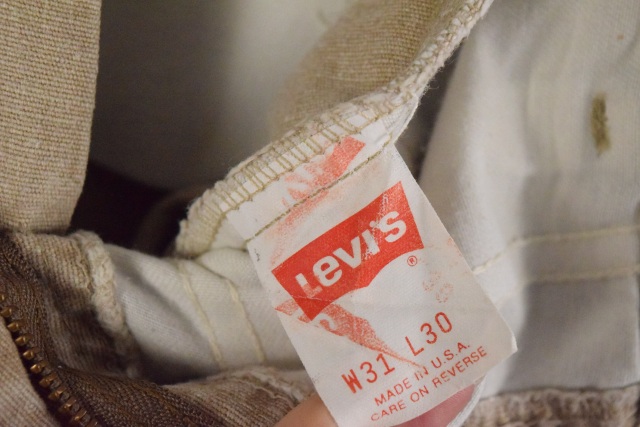 Levi's ®
W31 L30
MADE IN U.S.A.
CARE ON REVERSE